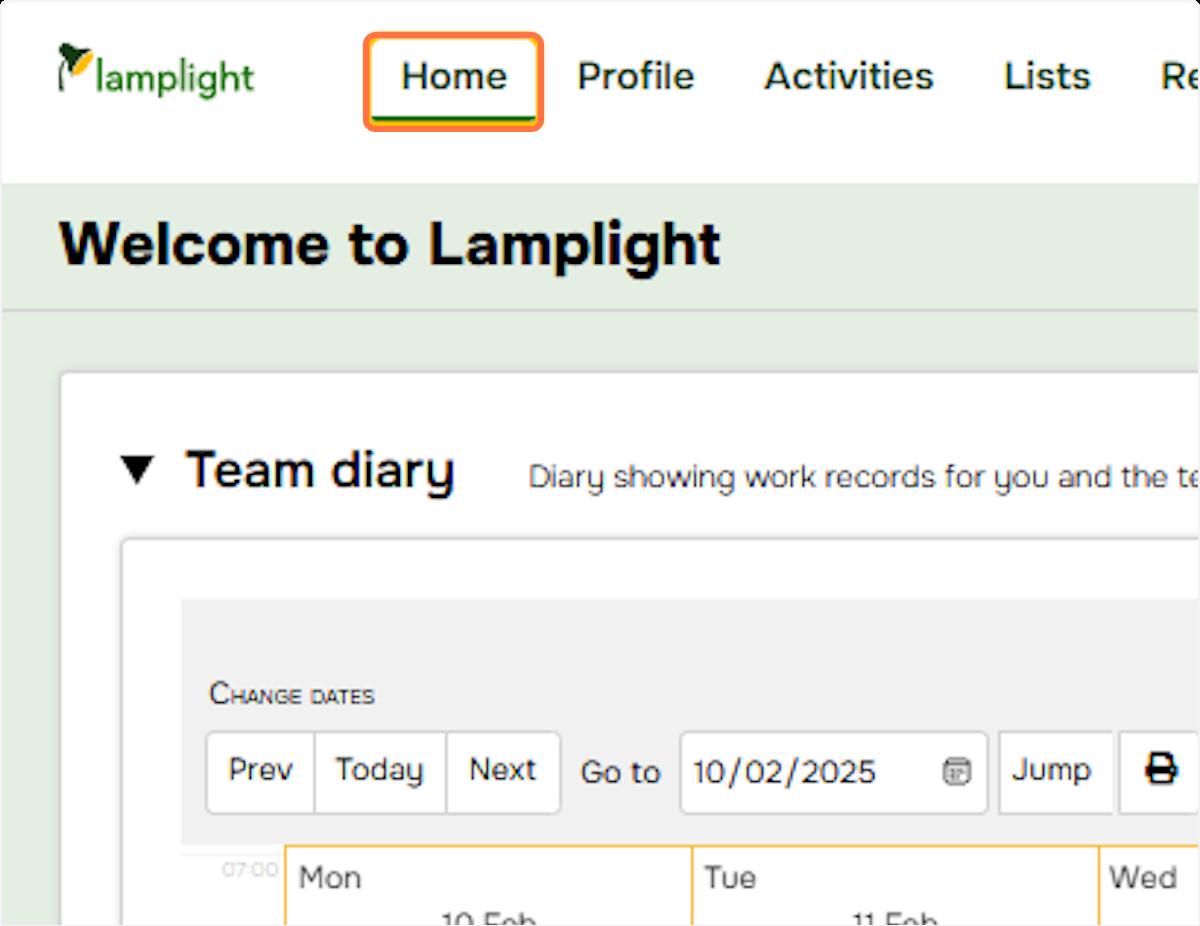 lamplight Home Profile Activities Lists
Welcome to Lamplight
Team diary Diary showing work records for you and the
CHANGE DATES
Prev Today Next Go to 10/02/2025 Jump
07:00 Mon Tue Wed
10 Feb 11 Feb